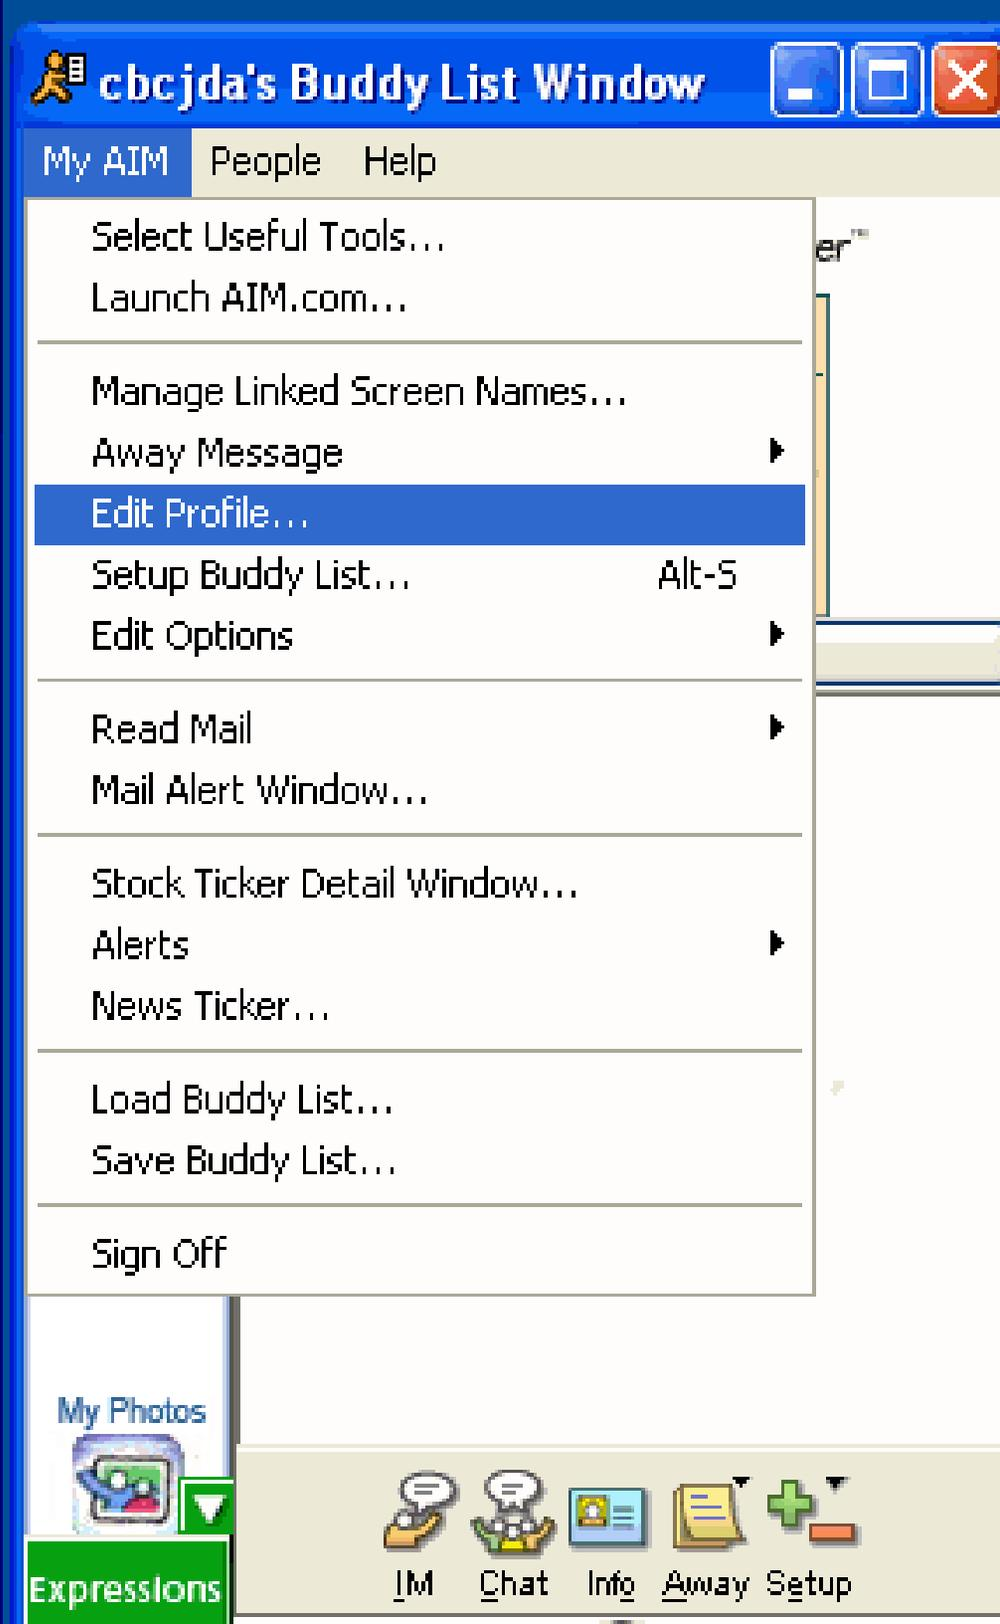 cbcjda's Buddy List Window
My AIM People Help
Select Useful Tools...
er™
Launch AIM.com...
Manage Linked Screen Names...
Away Message
Edit Profile...
Setup Buddy List... Alt-S
Edit Options
Read Mail
Mail Alert Window...
Stock Ticker Detail Window...
Alerts
News Ticker...
Load Buddy List...
Save Buddy List...
Sign Off
My Photos
Expressions
IM Chat Info Away Setup